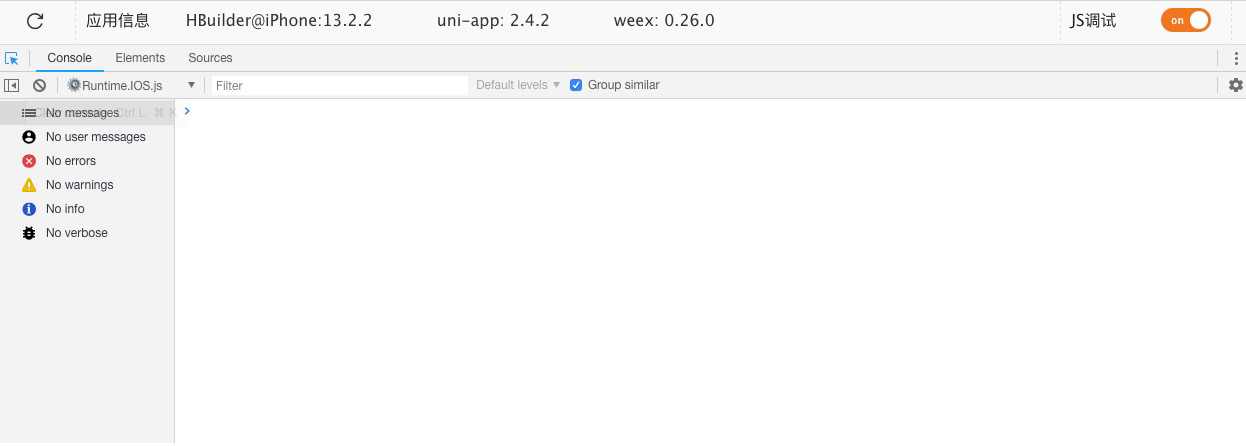 应用信息 HBuilder@iPhone:13.2.2 uni-app: 2.4.2 weex: 0.26.0 JS调试 on
Console Elements Sources
Runtime.IOS.js Filter Default levels Group similar
No messages Ctrl L ⌘ K
No user messages
No errors
No warnings
No info
No verbose